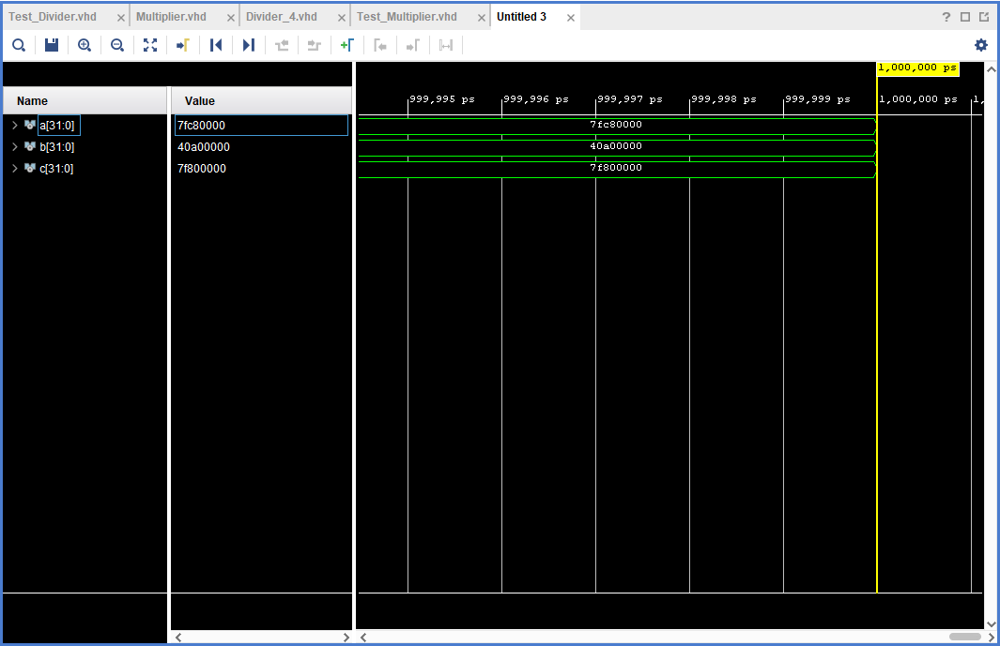 Test_Divider.vhd Multiplier.vhd Divider_4.vhd Test_Multiplier.vhd Untitled 3
1,000,000 ps
Name Value
999,995 ps 999,996 ps 999,997 ps 999,998 ps 999,999 ps 1,000,000 ps 1,
a[31:0] 7fc80000 7fc80000
b[31:0] 40a00000 40a00000
c[31:0] 7f800000 7f800000